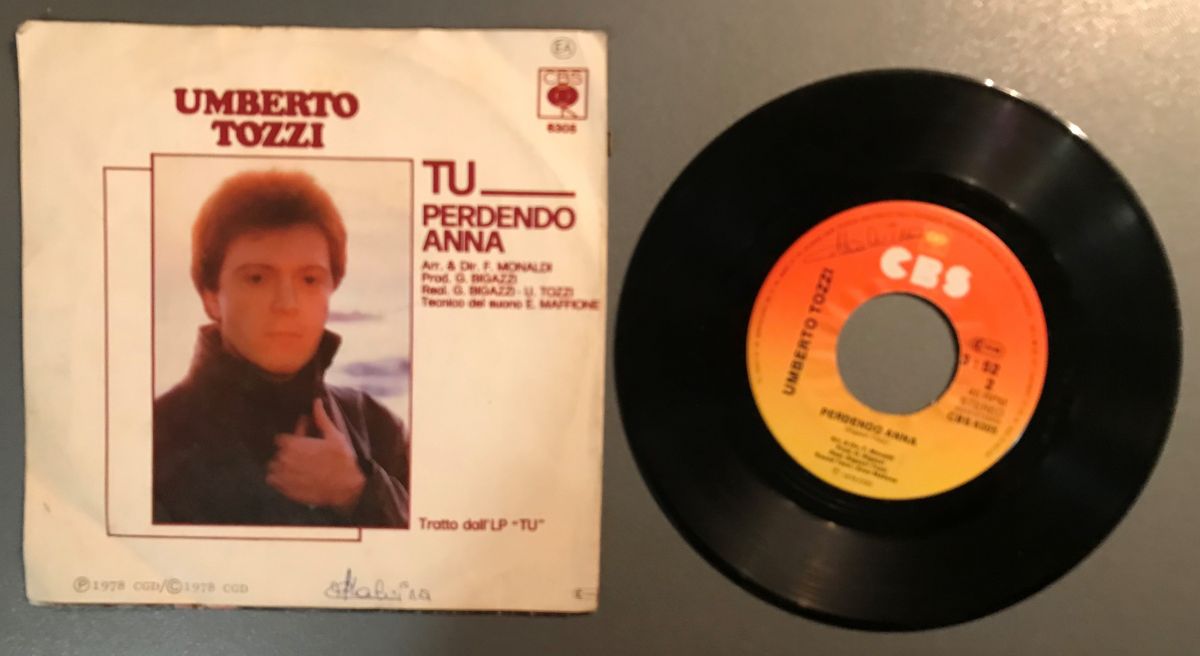 EA
CBS
6305
UMBERTO
TOZZI
TU
PERDENDO
ANNA
Arr. & Dir. F. MONALDI
Prod. G. BIGAZZI
Real. G. BIGAZZI - U. TOZZI
Tecnico del suono E. MAFFIONE
Tratto dall'LP "TU"
Ⓟ 1978 CGD/Ⓒ 1978 CGD
CBS
UMBERTO TOZZI
: 52
2
45 RPM
STEREO
CBS 6305
PERDENDO ANNA